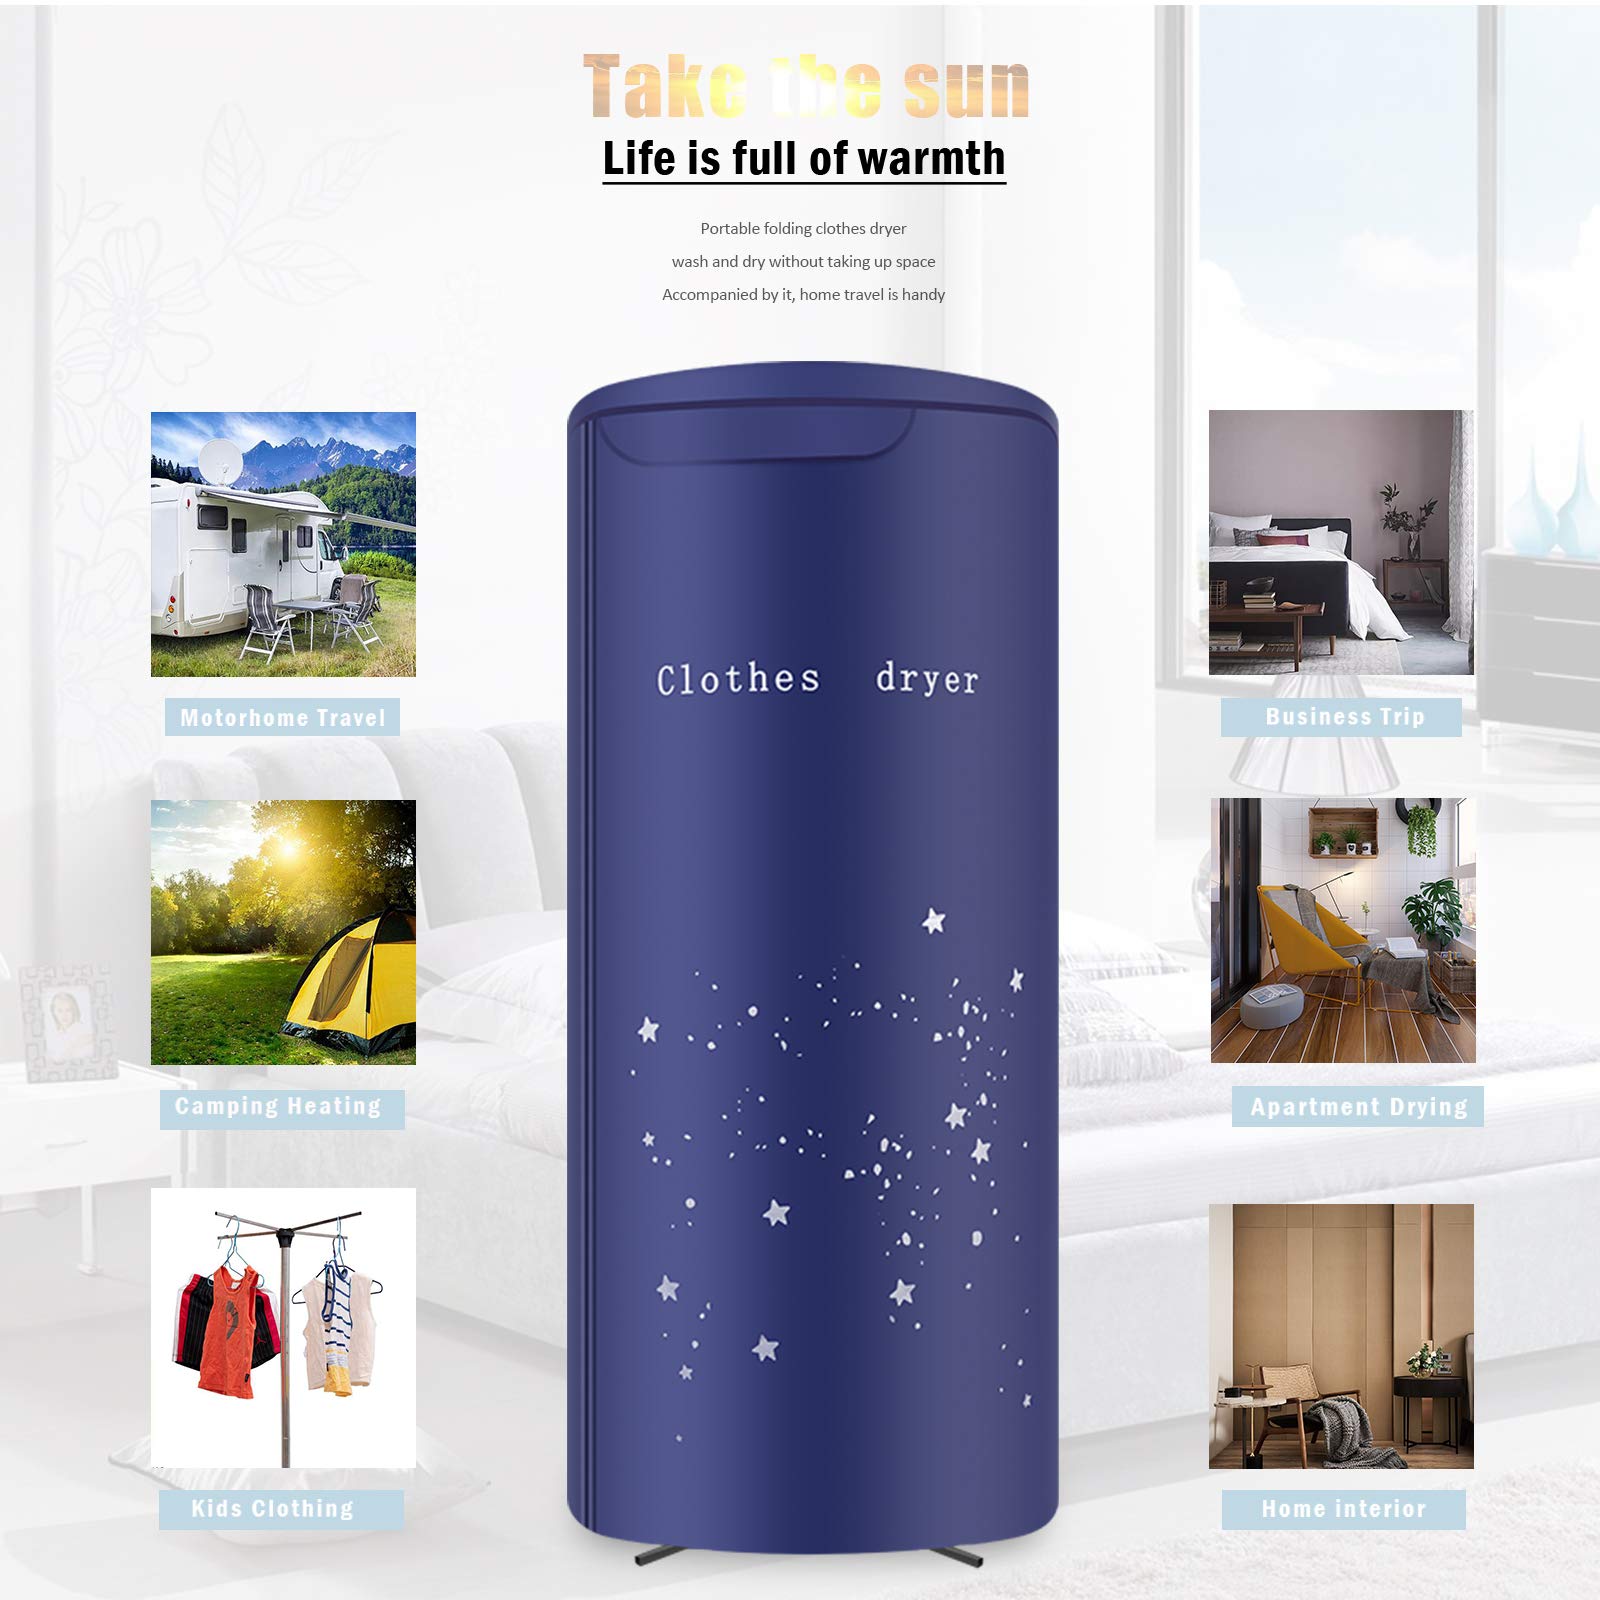 Take the sun
Life is full of warmth
Portable folding clothes dryer
wash and dry without taking up space
Accompanied by it, home travel is handy
Clothes dryer
Motorhome Travel
Business Trip
Camping Heating
Apartment Drying
Kids Clothing
Home interior